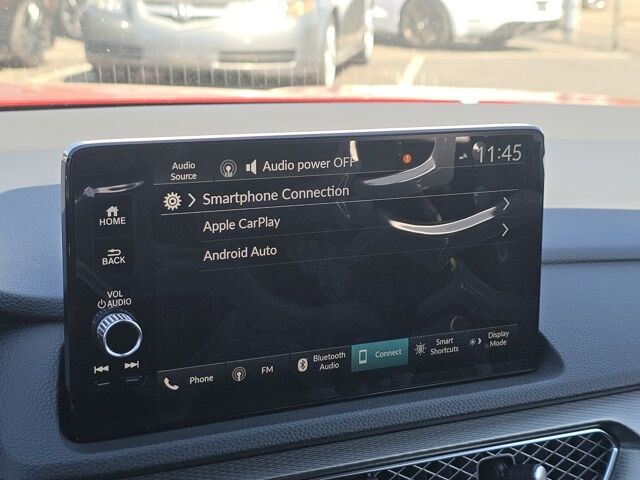 Audio
Source
Audio power OFF
1
11:45
HOME
Smartphone Connection
Apple CarPlay
BACK
Android Auto
VOL
AUDIO
Phone
FM
Bluetooth
Audio
Connect
Smart
Shortcuts
Display
Mode